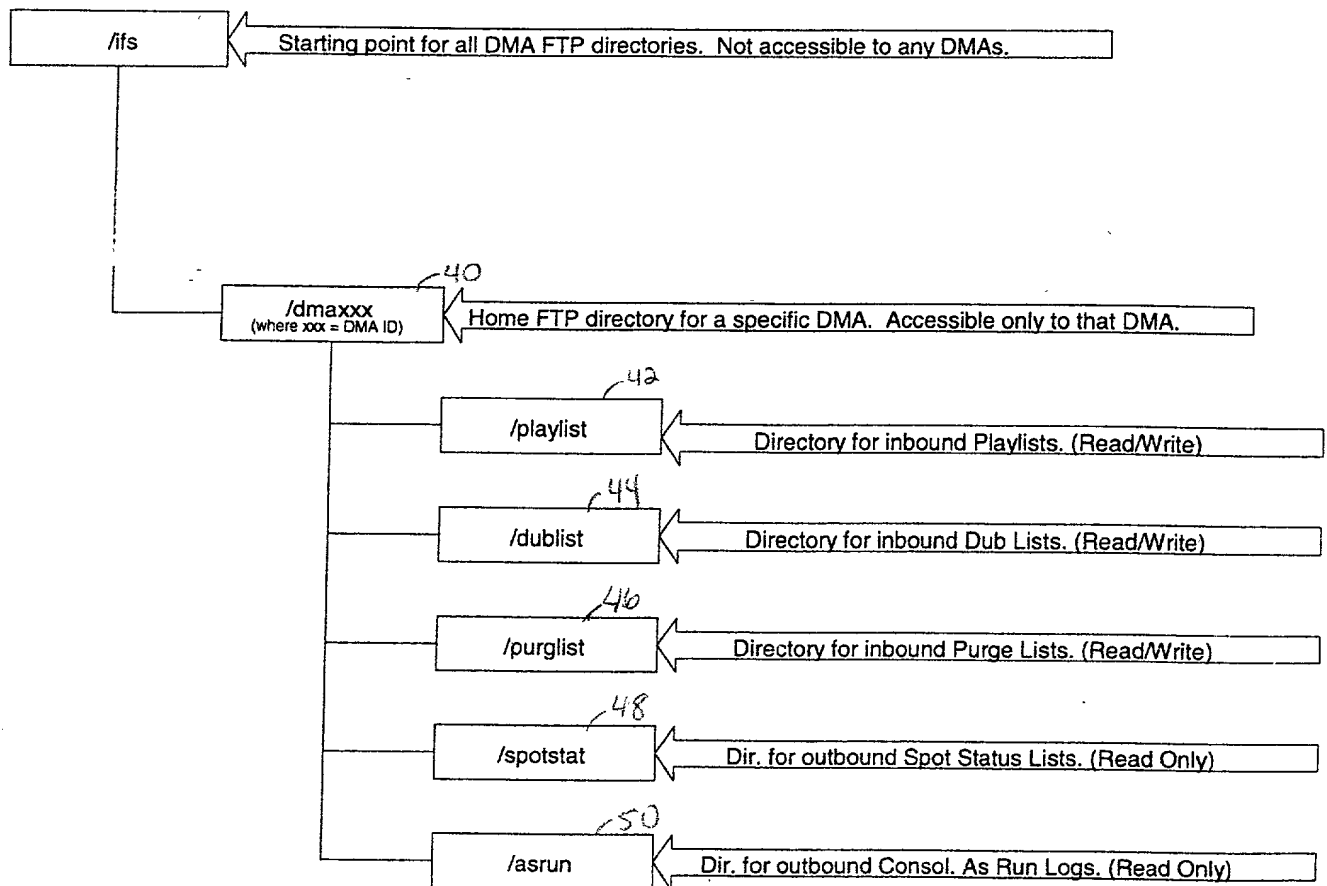 /ifs
Starting point for all DMA FTP directories. Not accessible to any DMAs.
40
/dmaxxx
(where xxx = DMA ID)
Home FTP directory for a specific DMA. Accessible only to that DMA.
42
/playlist
Directory for inbound Playlists. (Read/Write)
44
/dublist
Directory for inbound Dub Lists. (Read/Write)
46
/purglist
Directory for inbound Purge Lists. (Read/Write)
48
/spotstat
Dir. for outbound Spot Status Lists. (Read Only)
50
/asrun
Dir. for outbound Consol. As Run Logs. (Read Only)